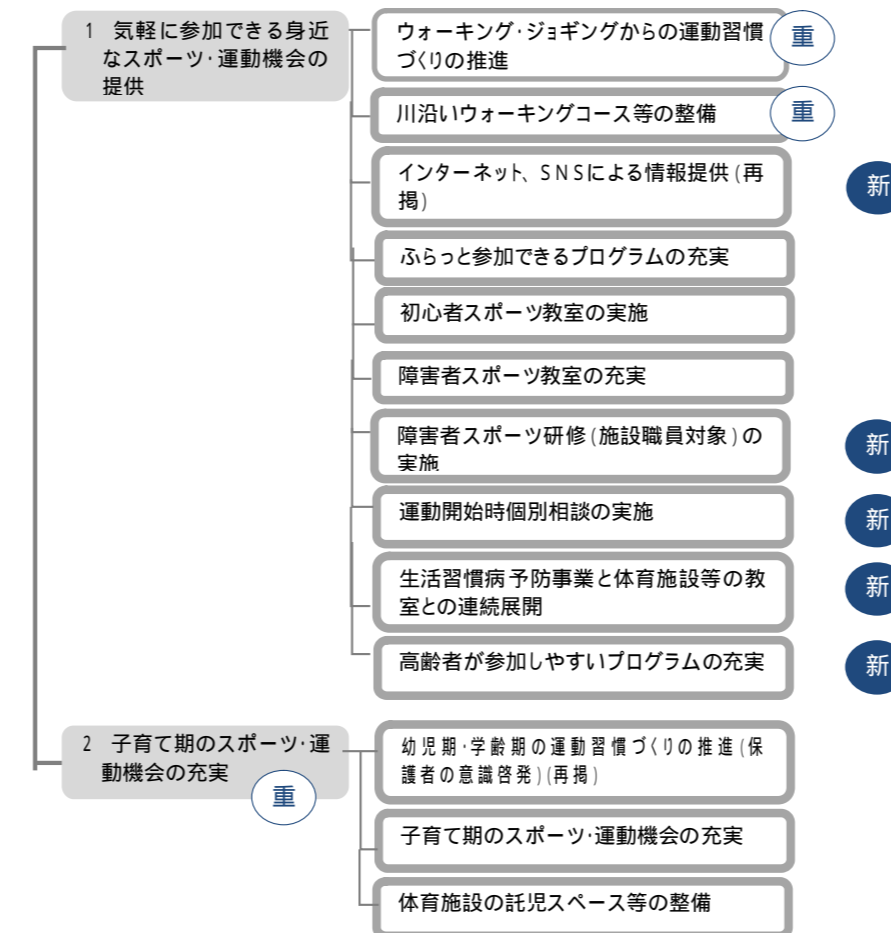 1 気軽に参加できる身近
なスポーツ・運動機会の
提供
ウォーキング・ジョギングからの運動習慣
づくりの推進
重
川沿いウォーキングコース等の整備
重
インターネット、SNSによる情報提供(再
掲)
新
ふらっと参加できるプログラムの充実
初心者スポーツ教室の実施
障害者スポーツ教室の充実
障害者スポーツ研修(施設職員対象)の
実施
新
運動開始時個別相談の実施
新
生活習慣病予防事業と体育施設等の教
室との連続展開
新
高齢者が参加しやすいプログラムの充実
新
2 子育て期のスポーツ・運
動機会の充実
重
幼児期・学齢期の運動習慣づくりの推進(保
護者の意識啓発)(再掲)
子育て期のスポーツ・運動機会の充実
体育施設の託児スペース等の整備